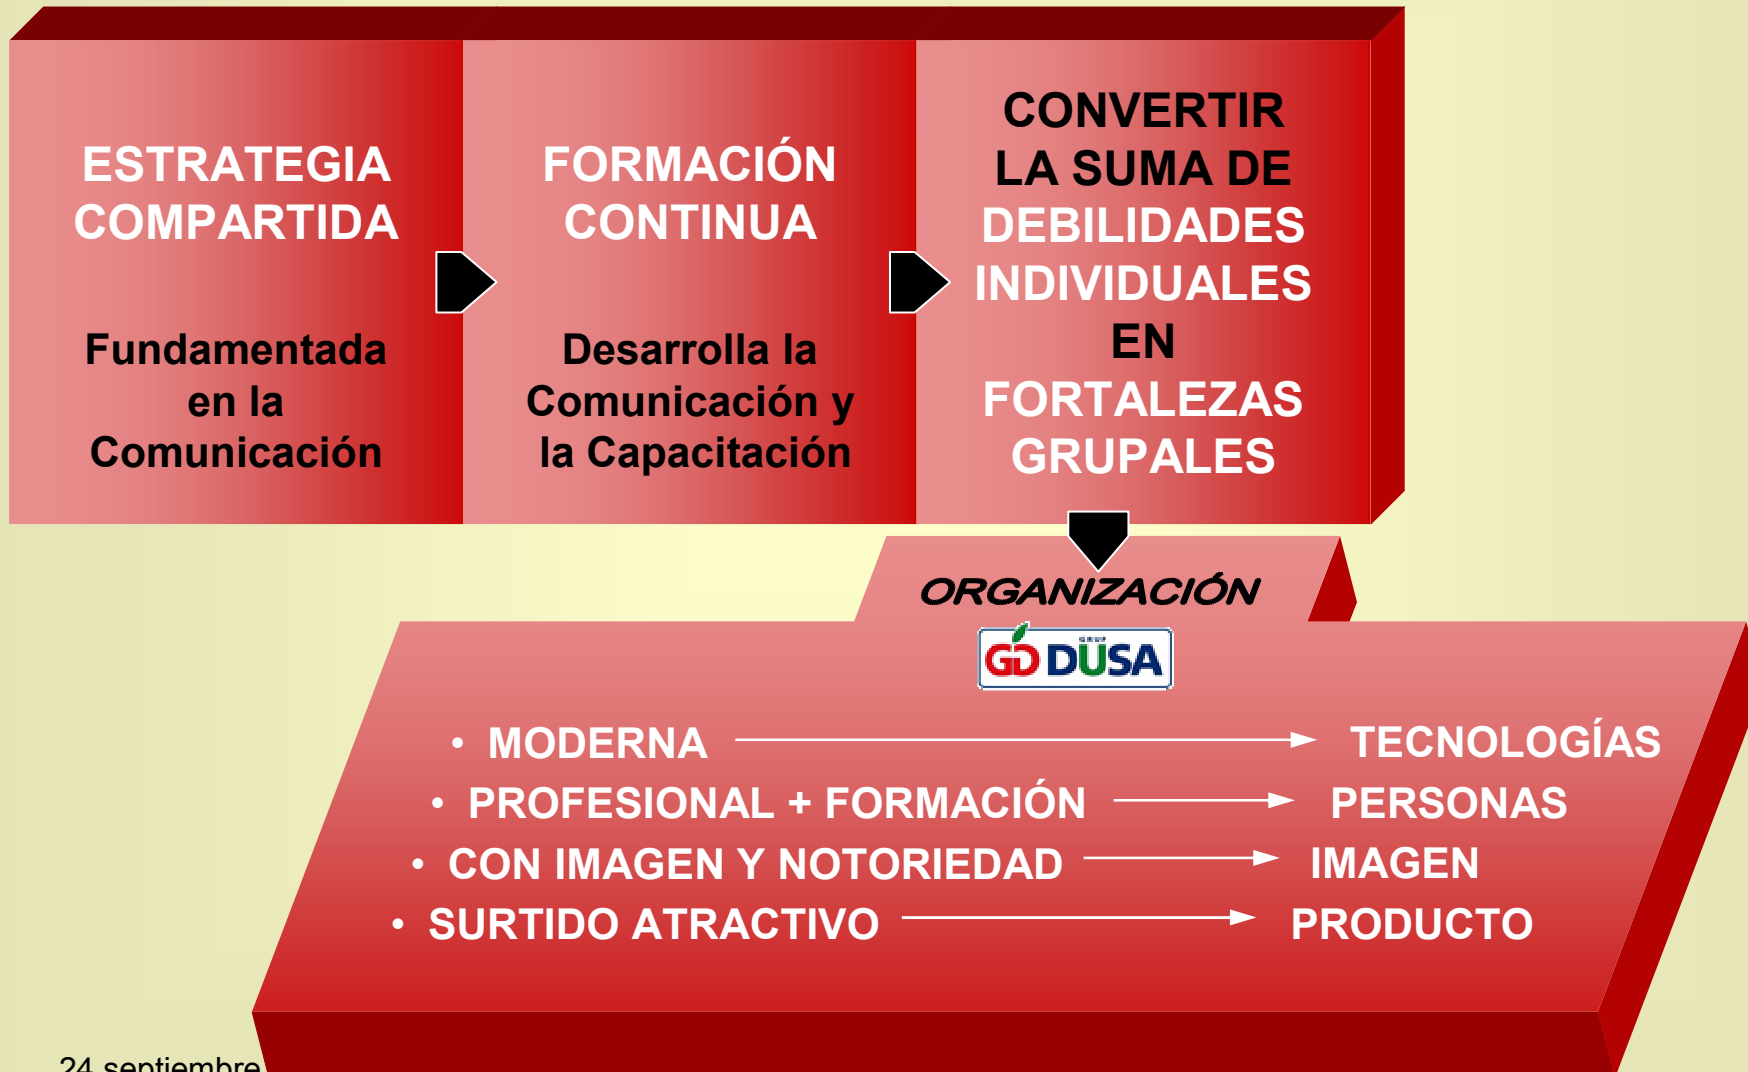 ESTRATEGIA
COMPARTIDA
Fundamentada
en la
Comunicación
FORMACIÓN
CONTINUA
Desarrolla la
Comunicación y
la Capacitación
CONVERTIR
LA SUMA DE
DEBILIDADES
INDIVIDUALES
EN
FORTALEZAS
GRUPALES
ORGANIZACIÓN
GD DUSA
• MODERNA TECNOLOGÍAS
• PROFESIONAL + FORMACIÓN PERSONAS
• CON IMAGEN Y NOTORIEDAD IMAGEN
• SURTIDO ATRACTIVO PRODUCTO
24 septiembre